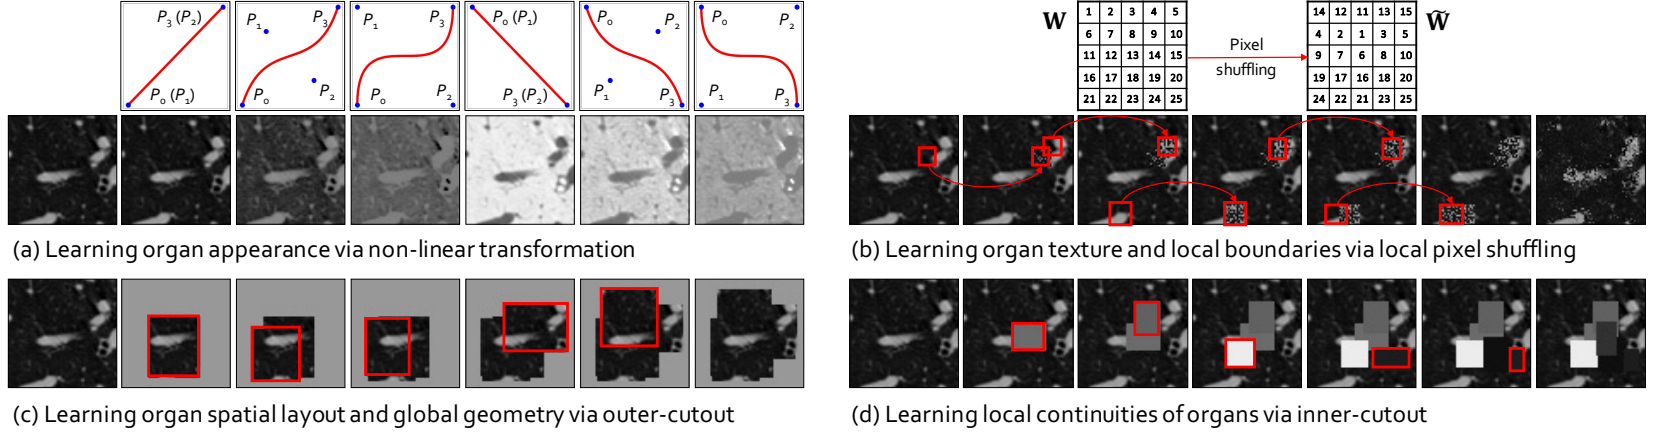 P3 (P2)
P0 (P1)
P1
P3
P2
P0
P1
P3
P0
P2
P0 (P1)
P3 (P2)
P0
P2
P1
P3
P0
P2
P1
P3
W
1 2 3 4 5
6 7 8 9 10
11 12 13 14 15
16 17 18 19 20
21 22 23 24 25
Pixel
shuffling
14 12 11 13 15
4 2 1 3 5
9 7 6 8 10
19 17 16 18 20
24 22 21 23 25
W̃
(a) Learning organ appearance via non-linear transformation
(b) Learning organ texture and local boundaries via local pixel shuffling
(c) Learning organ spatial layout and global geometry via outer-cutout
(d) Learning local continuities of organs via inner-cutout